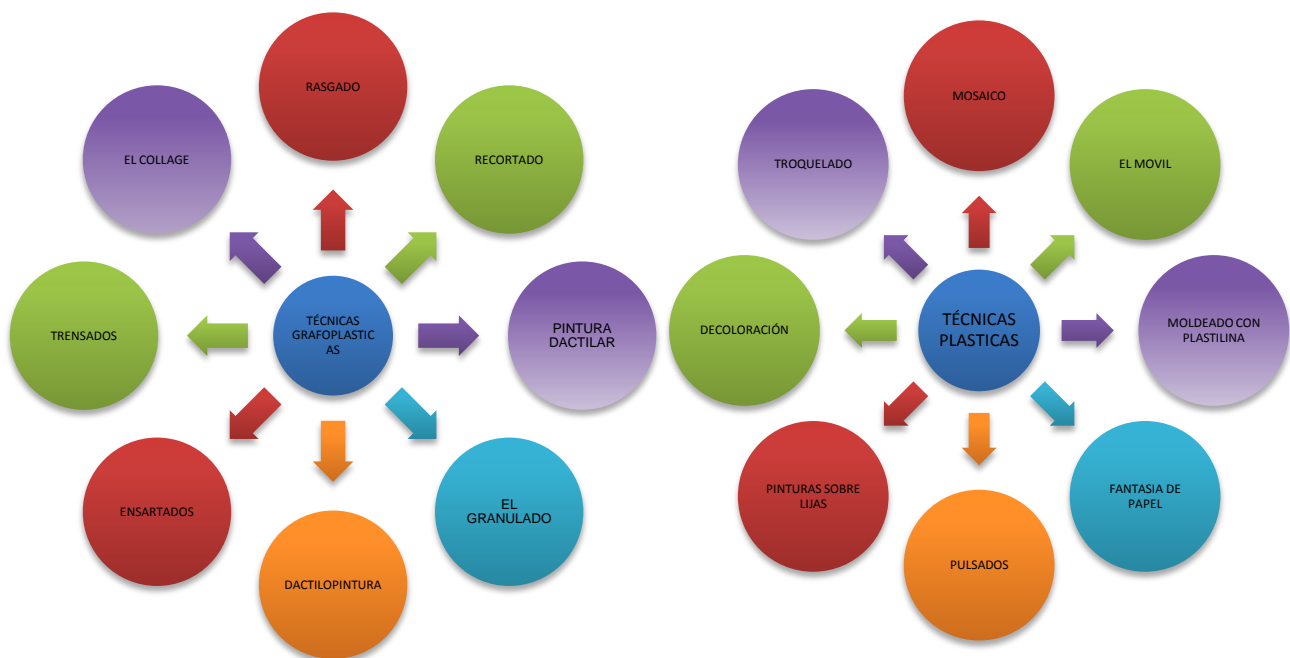 RASGADO
RECORTADO
PINTURA
DACTILAR
EL
GRANULADO
DACTILOPINTURA
ENSARTADOS
TRENSADOS
EL COLLAGE
TÉCNICAS
GRAFOPLASTIC
AS
MOSAICO
EL MOVIL
MOLDEADO CON
PLASTILINA
FANTASIA DE
PAPEL
PULSADOS
PINTURAS SOBRE
LIJAS
DECOLORACIÓN
TROQUELADO
TÉCNICAS
PLASTICAS